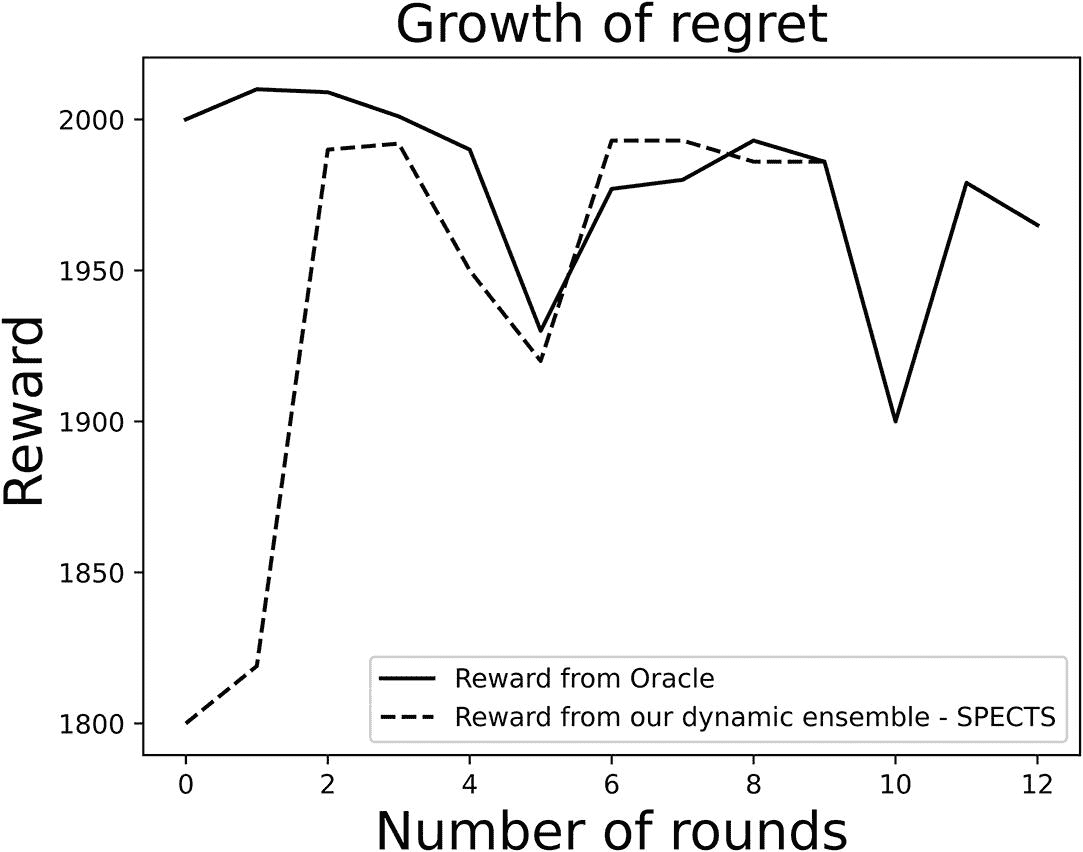 Growth of regret
2000
1950
1900
1850
1800
Reward
Reward from Oracle
Reward from our dynamic ensemble - SPECTS
0 2 4 6 8 10 12
Number of rounds